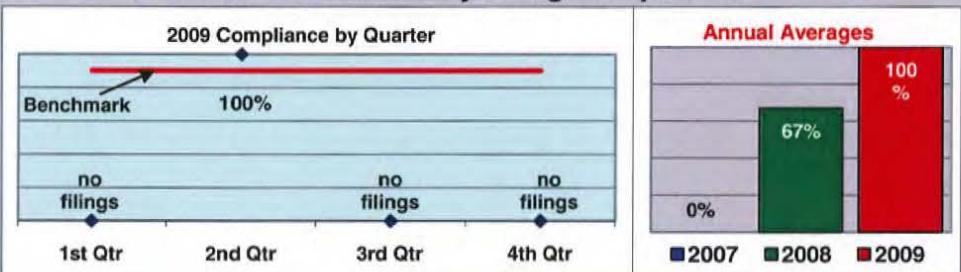 2009 Compliance by Quarter
Benchmark
100%
no
filings
no
filings
no
filings
1st Qtr
2nd Qtr
3rd Qtr
4th Qtr
Annual Averages
0%
67%
100
%
2007
2008
2009